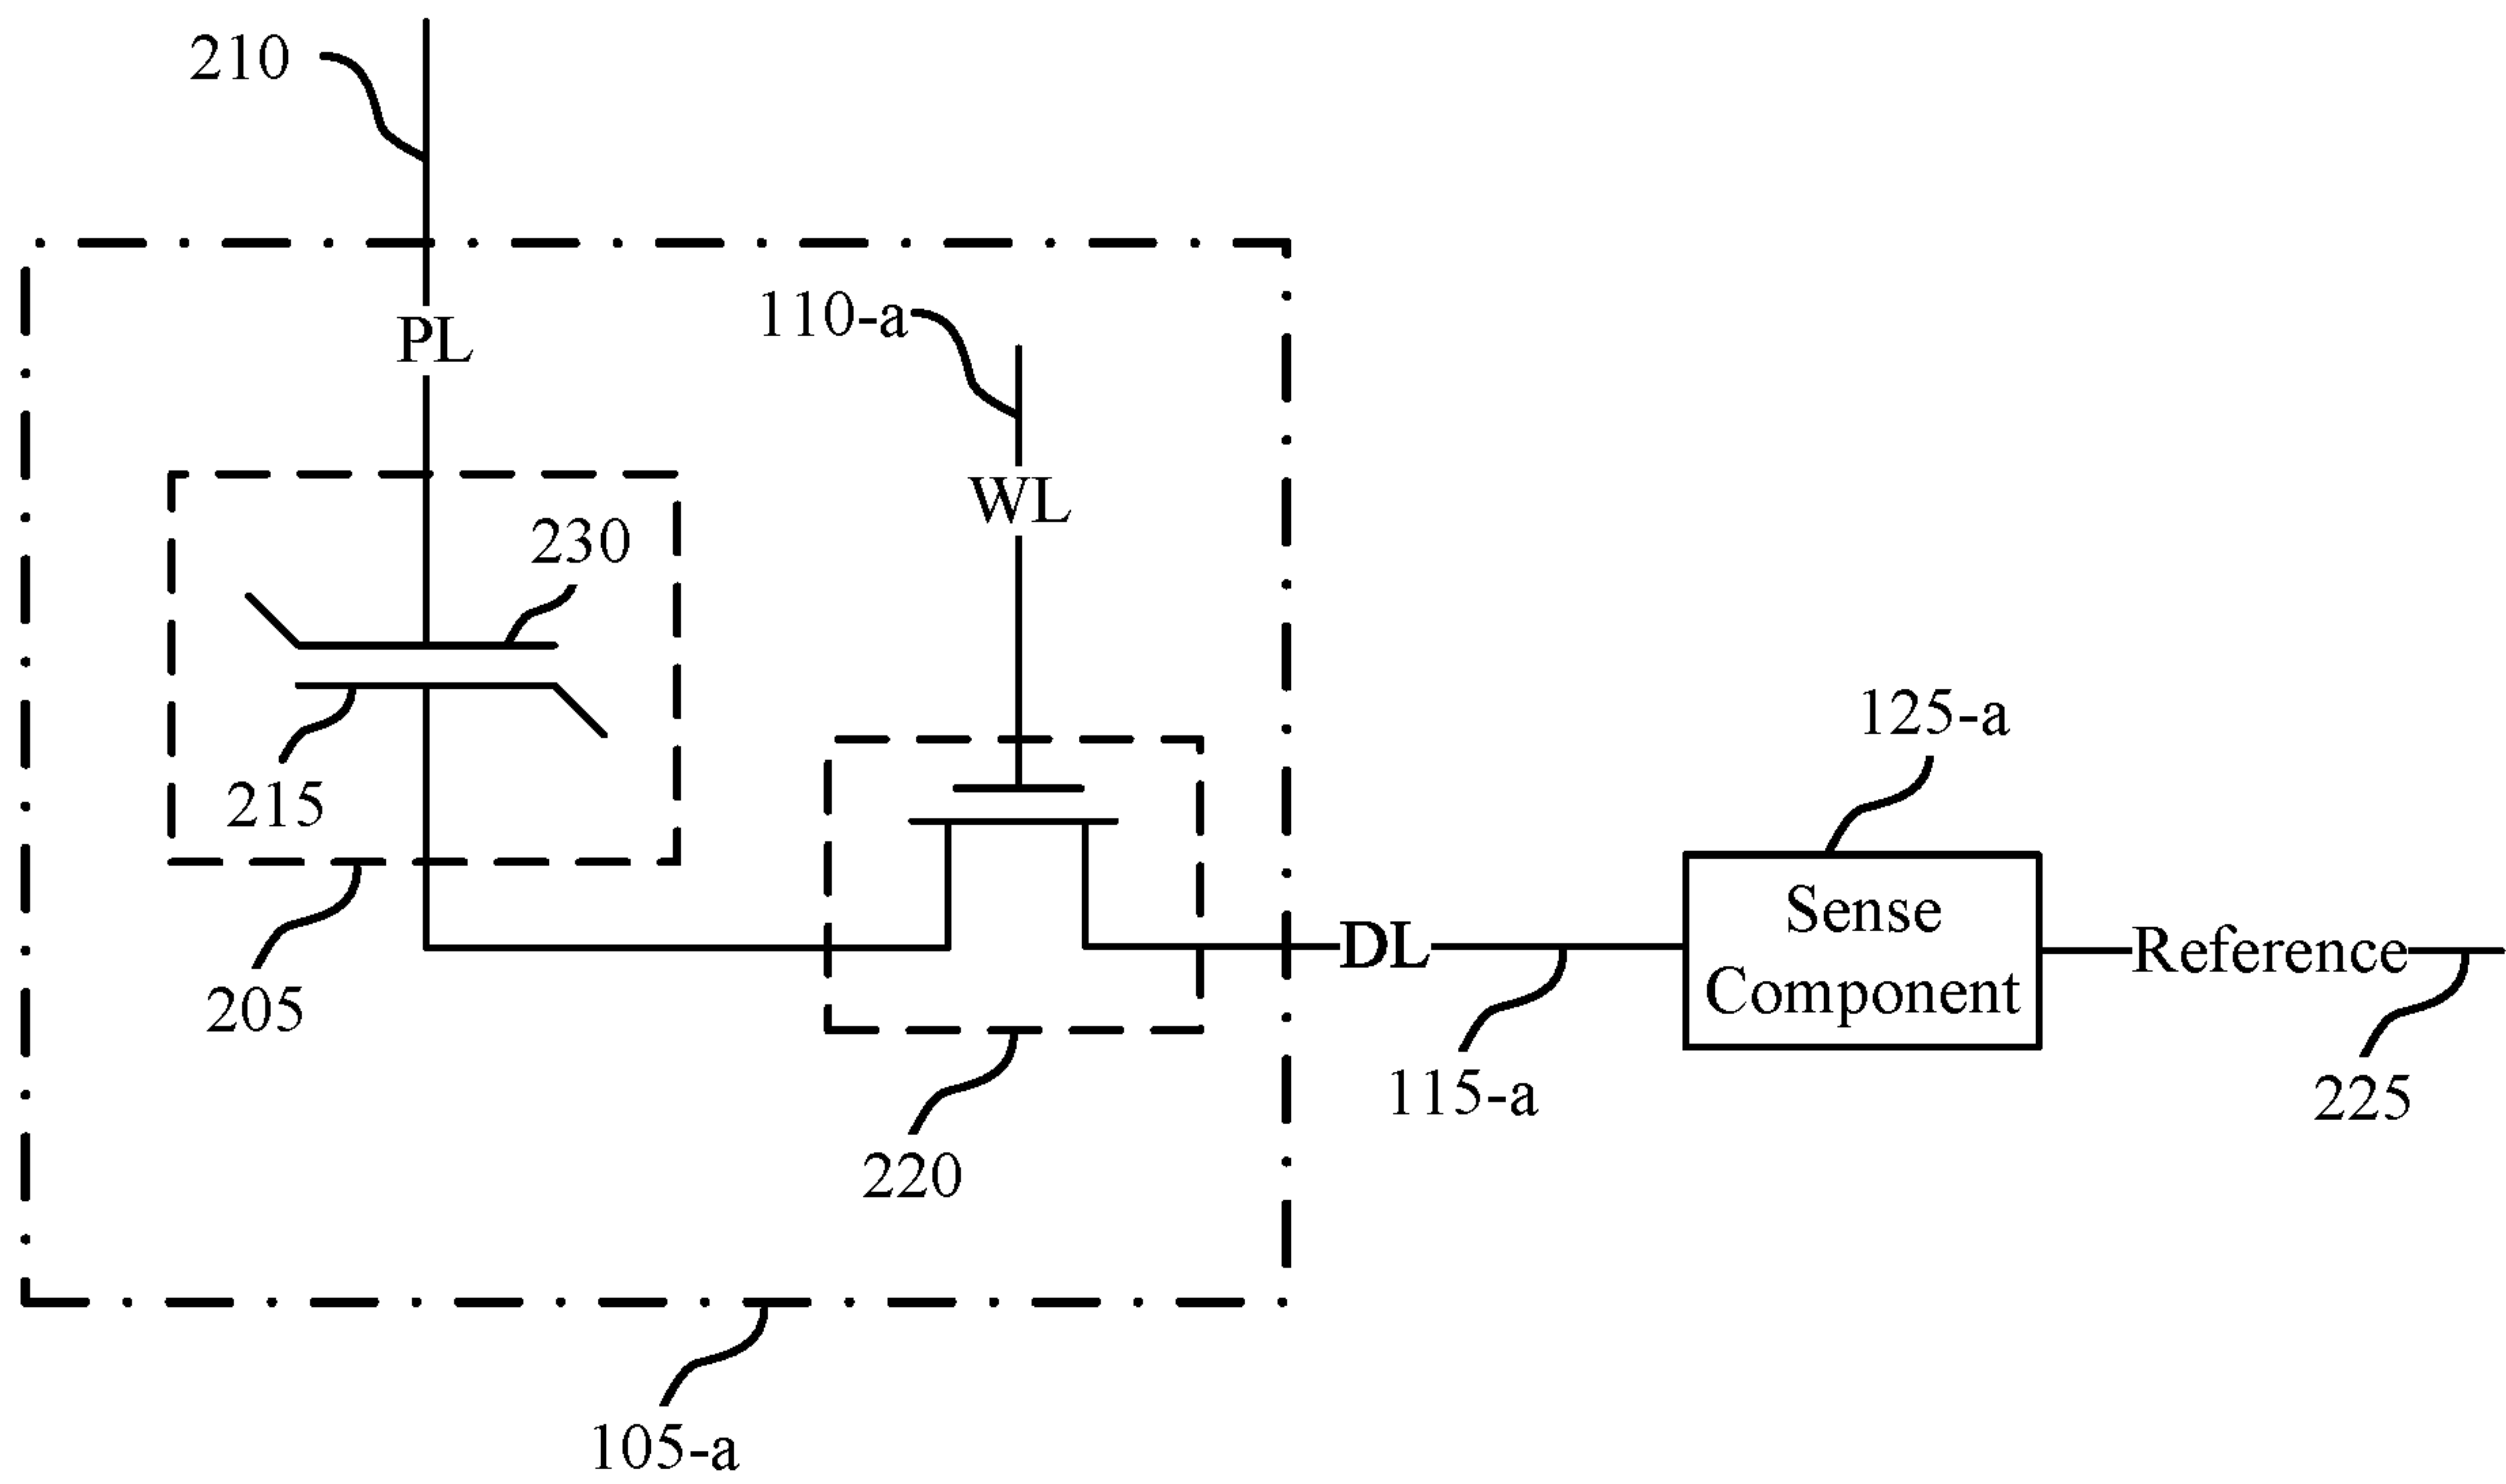 210
PL
110-a
WL
230
215
205
220
125-a
Sense
Component
DL
Reference
115-a
225
105-a